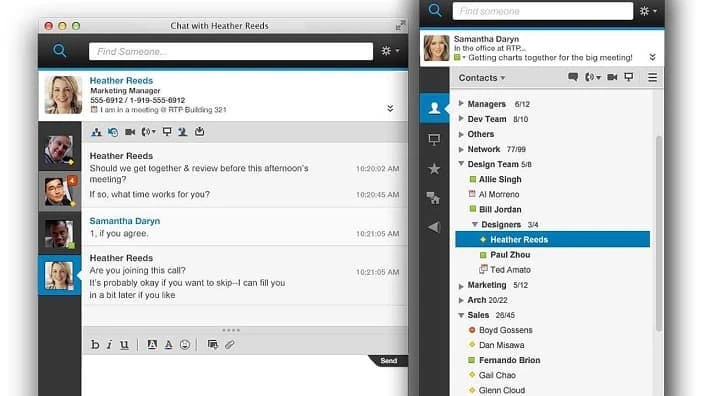 Chat with Heather Reeds
Find Someone...
Heather Reeds
Marketing Manager
555-6912 / 1-919-555-6912
I am in a meeting @ RTP Building 321
4
Heather Reeds
Should we get together & review before this afternoon's
meeting?
10:20:02 AM
If so, what time works for you?
10:20:45 AM
Samantha Daryn
1, if you agree.
10:21:05 AM
Heather Reeds
Are you joining this call?
10:21:05 AM
It's probably okay if you want to skip--I can fill you
in a bit later if you like
b i u A A
Send
Find Someone...
Samantha Daryn
In the office at RTP...
Getting charts together for the big meeting!
Contacts
Managers 6/12
Dev Team 8/10
Others
Network 77/99
Design Team 5/8
Allie Singh
Al Morreno
Bill Jordan
Designers 3/4
Heather Reeds
Paul Zhou
Ted Amato
Marketing 5/12
Arch 20/22
Sales 26/45
Boyd Gossens
Dan Misawa
Fernando Brion
Gail Chao
Glenn Cloud